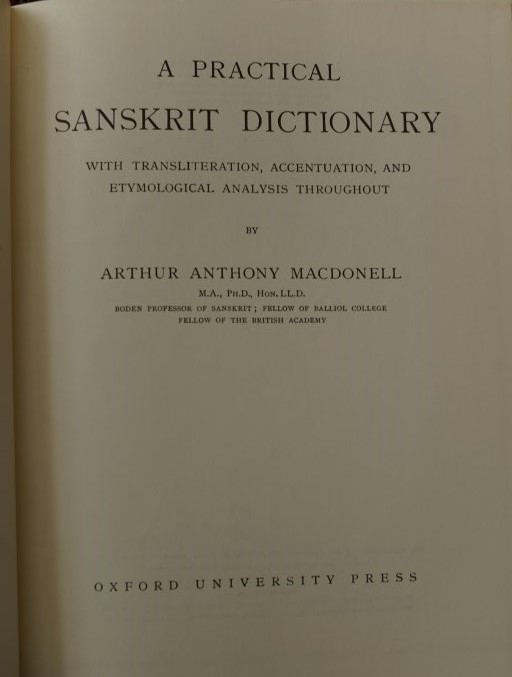 A PRACTICAL
SANSKRIT DICTIONARY
WITH TRANSLITERATION, ACCENTUATION, AND
ETYMOLOGICAL ANALYSIS THROUGHOUT
BY
ARTHUR ANTHONY MACDONELL
M.A., PH.D., HON. LL.D.
BODEN PROFESSOR OF SANSKRIT; FELLOW OF BALLIOL COLLEGE
FELLOW OF THE BRITISH ACADEMY
OXFORD UNIVERSITY PRESS